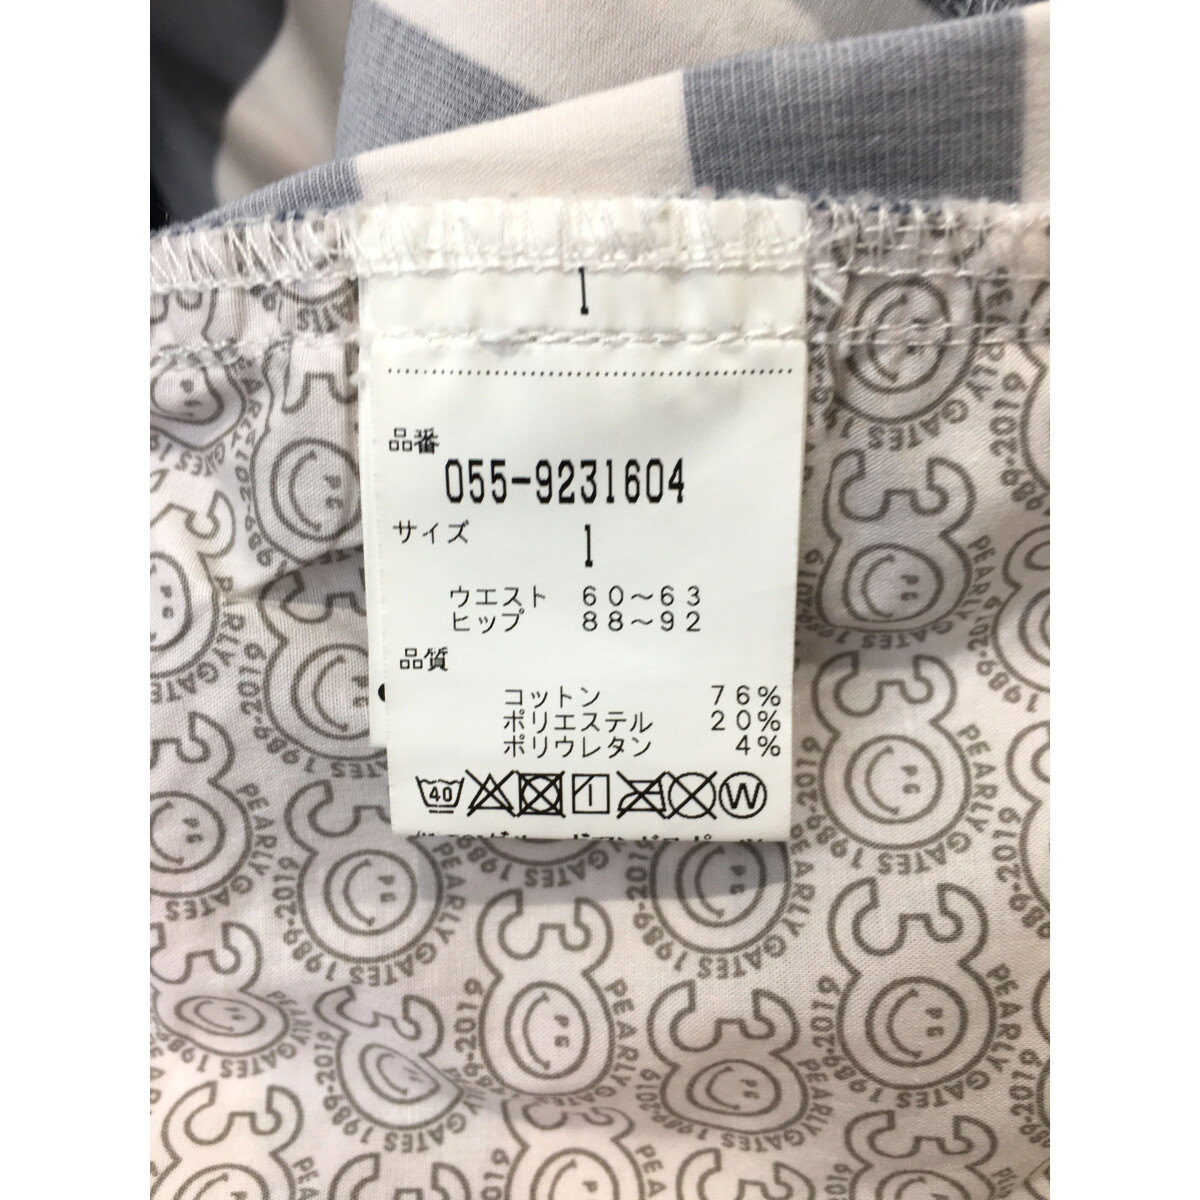 1
品番
055-9231604
サイズ
1
ウエスト 60～63
ヒップ 88～92
品質
コットン 76%
ポリエステル 20%
ポリウレタン 4%
40
W
PEARLY GATES 1989-2019
PG